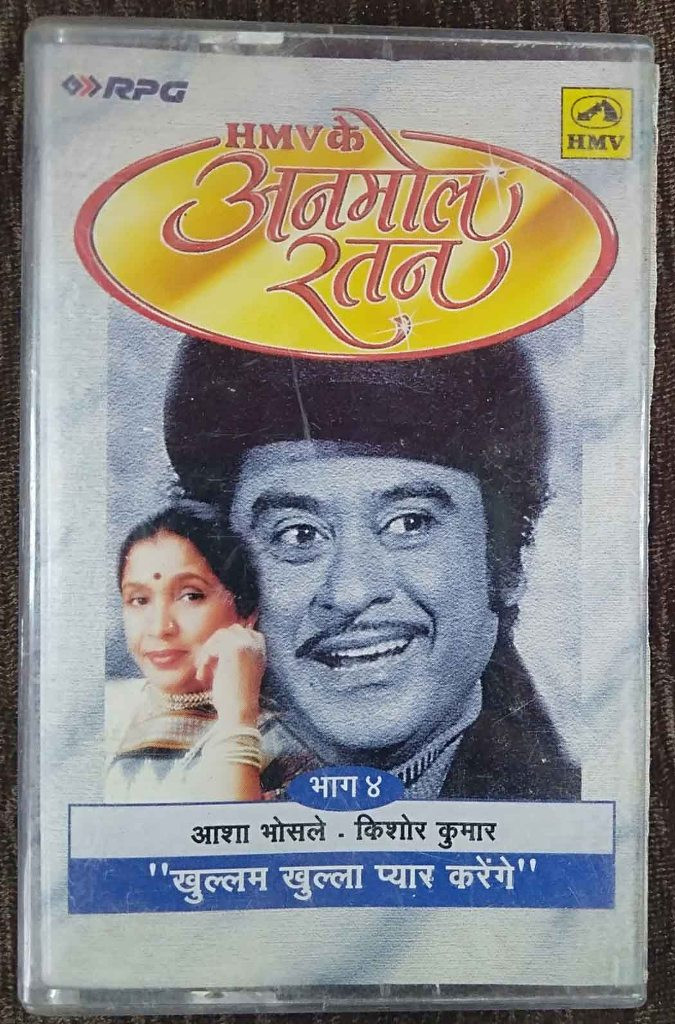 RPG
HMV
HMV के
अनमोल
रतन
भाग ४
आशा भोसले - किशोर कुमार
"खुल्लम खुल्ला प्यार करेंगे"